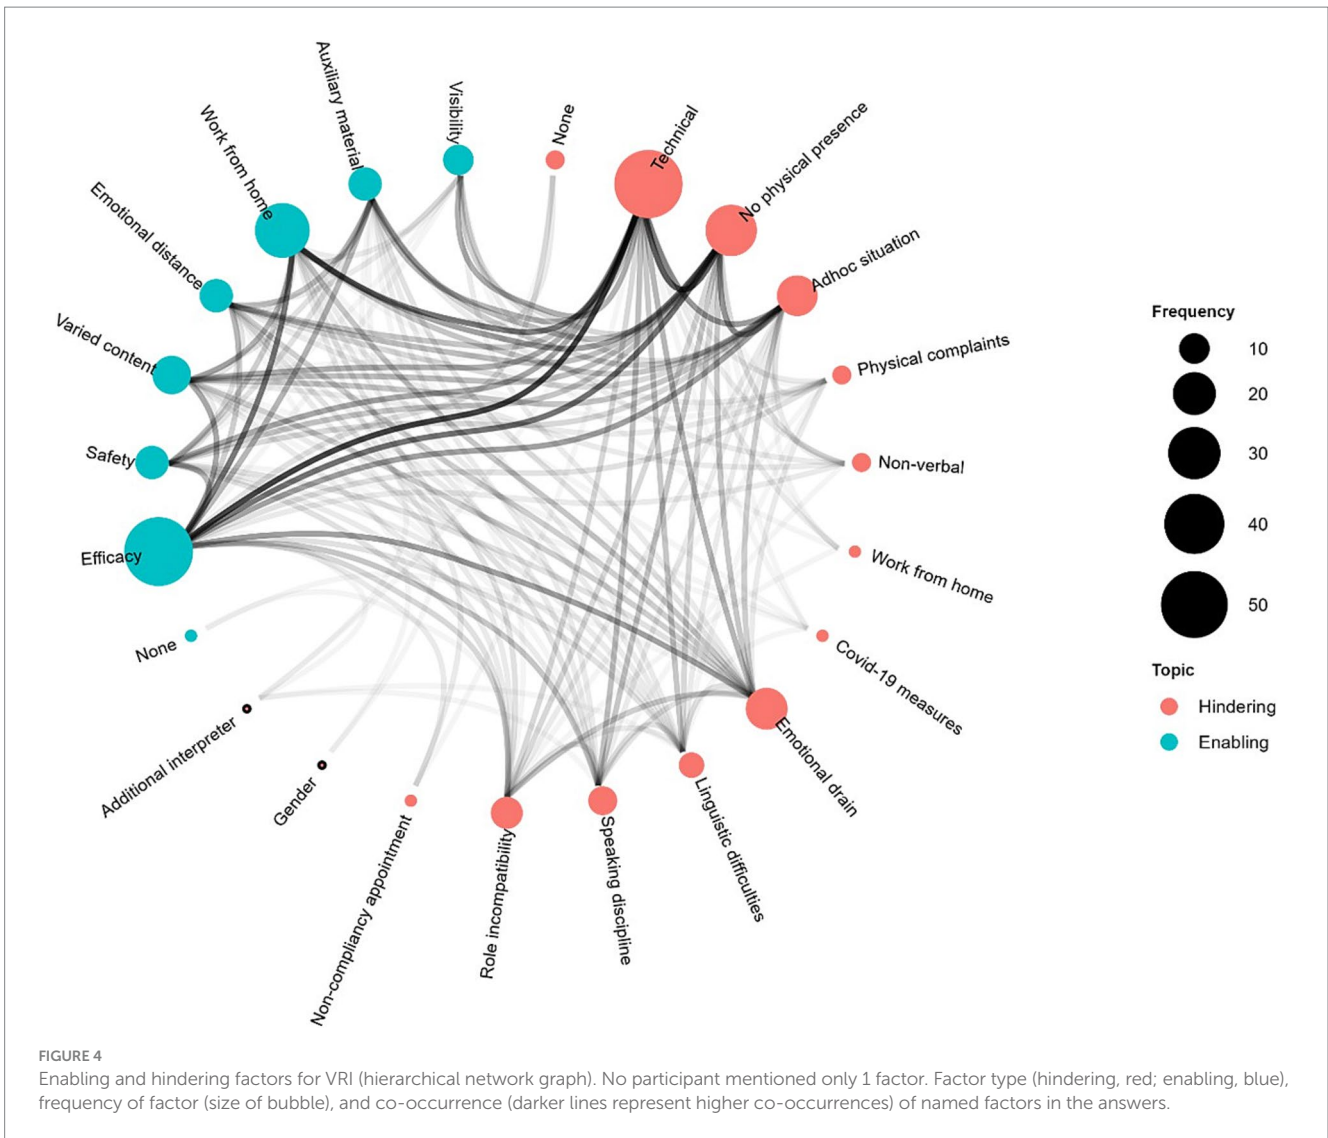 Auxiliary material
Visibility
None
Technical
No physical presence
Work from home
Adhoc situation
Emotional distance
Physical complaints
Varied content
Non-verbal
Safety
Work from home
Efficacy
Covid-19 measures
None
Emotional drain
Additional interpreter
Linguistic difficulties
Gender
Speaking discipline
Role incompatibility
Non-compliancy appointment
Frequency
10
20
30
40
50
Topic
Hindering
Enabling
FIGURE 4
Enabling and hindering factors for VRI (hierarchical network graph). No participant mentioned only 1 factor. Factor type (hindering, red; enabling, blue),
frequency of factor (size of bubble), and co-occurrence (darker lines represent higher co-occurrences) of named factors in the answers.